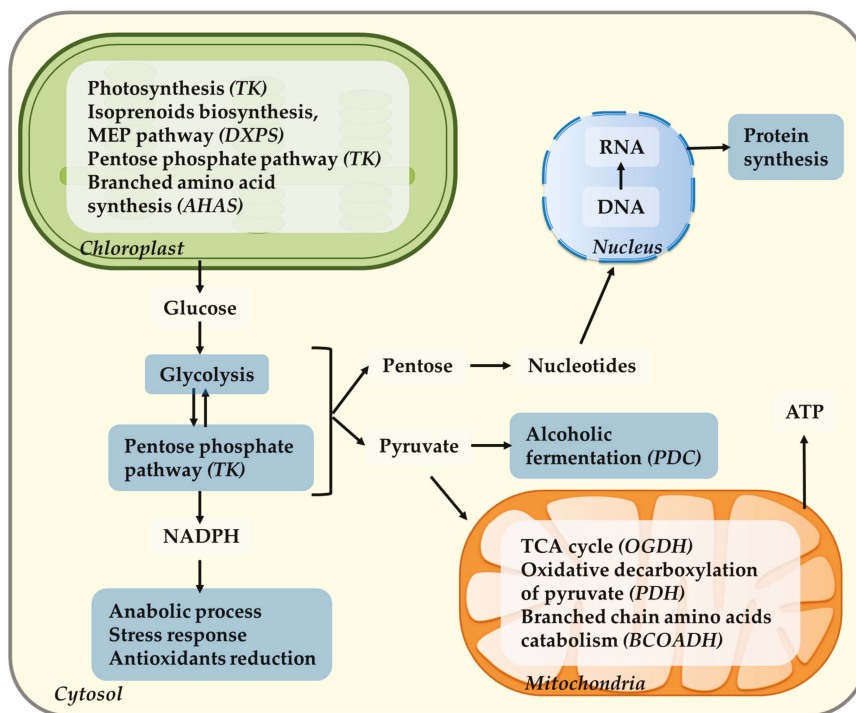 Photosynthesis (TK)
Isoprenoids biosynthesis,
MEP pathway (DXPS)
Pentose phosphate pathway (TK)
Branched amino acid
synthesis (AHAS)
Chloroplast
RNA
DNA
Nucleus
Protein
synthesis
Glucose
Glycolysis
Pentose phosphate
pathway (TK)
NADPH
Anabolic process
Stress response
Antioxidants reduction
Pentose
Nucleotides
Pyruvate
Alcoholic
fermentation (PDC)
ATP
TCA cycle (OGDH)
Oxidative decarboxylation
of pyruvate (PDH)
Branched chain amino acids
catabolism (BCOADH)
Mitochondria
Cytosol